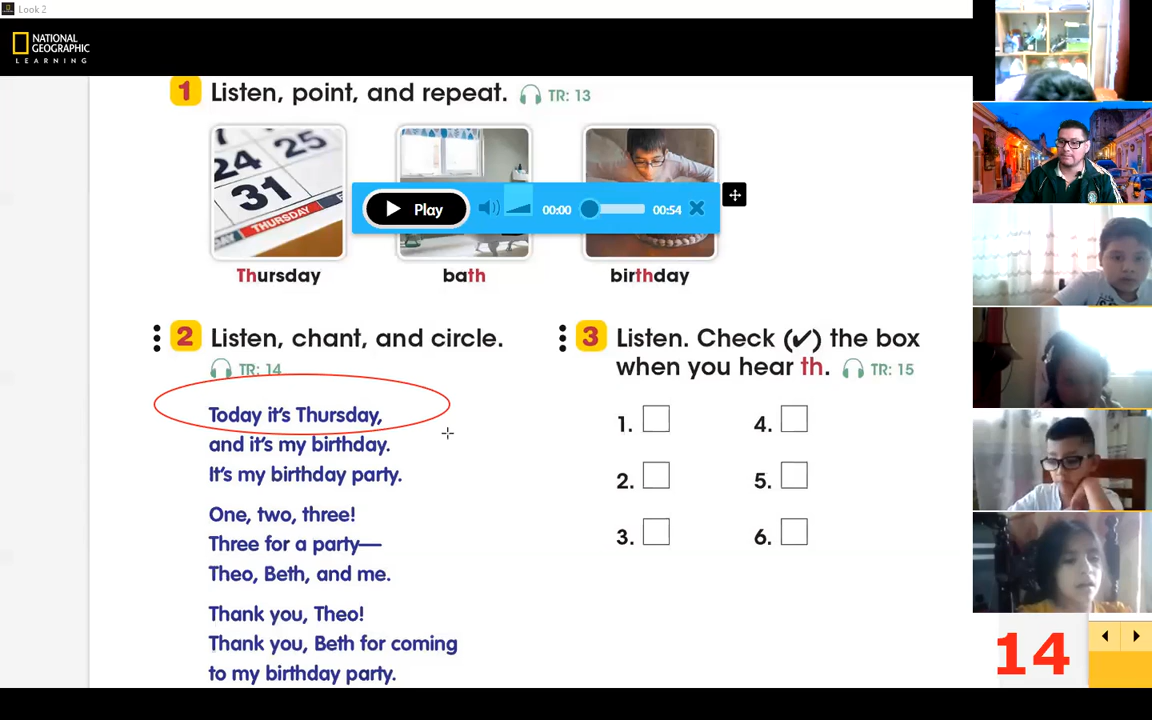 Look 2
NATIONAL
GEOGRAPHIC
LEARNING
1 Listen, point, and repeat. TR: 13
24 25
31
THURSDAY
Play 00:00 00:54
Thursday bath birthday
2 Listen, chant, and circle.
TR: 14
Today it's Thursday,
and it's my birthday.
It's my birthday party.
One, two, three!
Three for a party—
Theo, Beth, and me.
Thank you, Theo!
Thank you, Beth for coming
to my birthday party.
3 Listen. Check (✔) the box
when you hear th. TR: 15
1. 4.
2. 5.
3. 6.
14